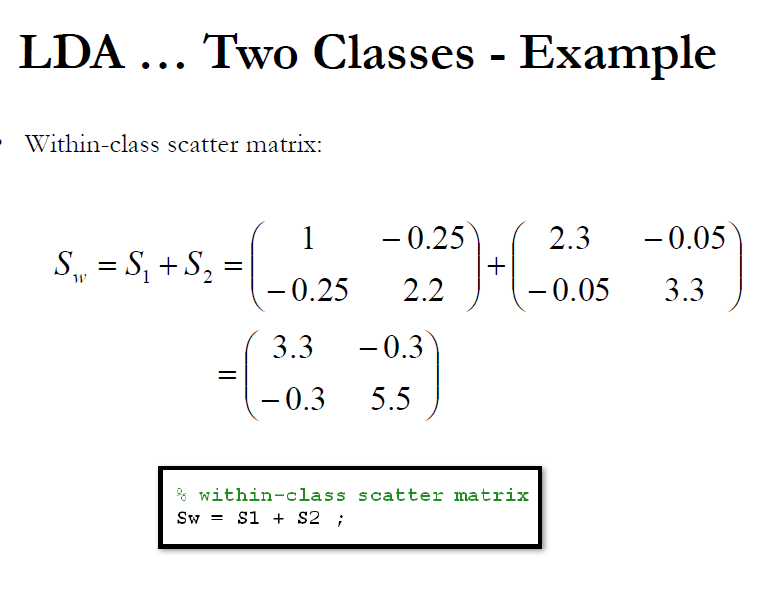 LDA … Two Classes - Example
• Within-class scatter matrix:
S_w = S_1 + S_2 = ( 1 −0.25 ; −0.25 2.2 ) + ( 2.3 −0.05 ; −0.05 3.3 )
= ( 3.3 −0.3 ; −0.3 5.5 )
% within-class scatter matrix
Sw = S1 + S2 ;